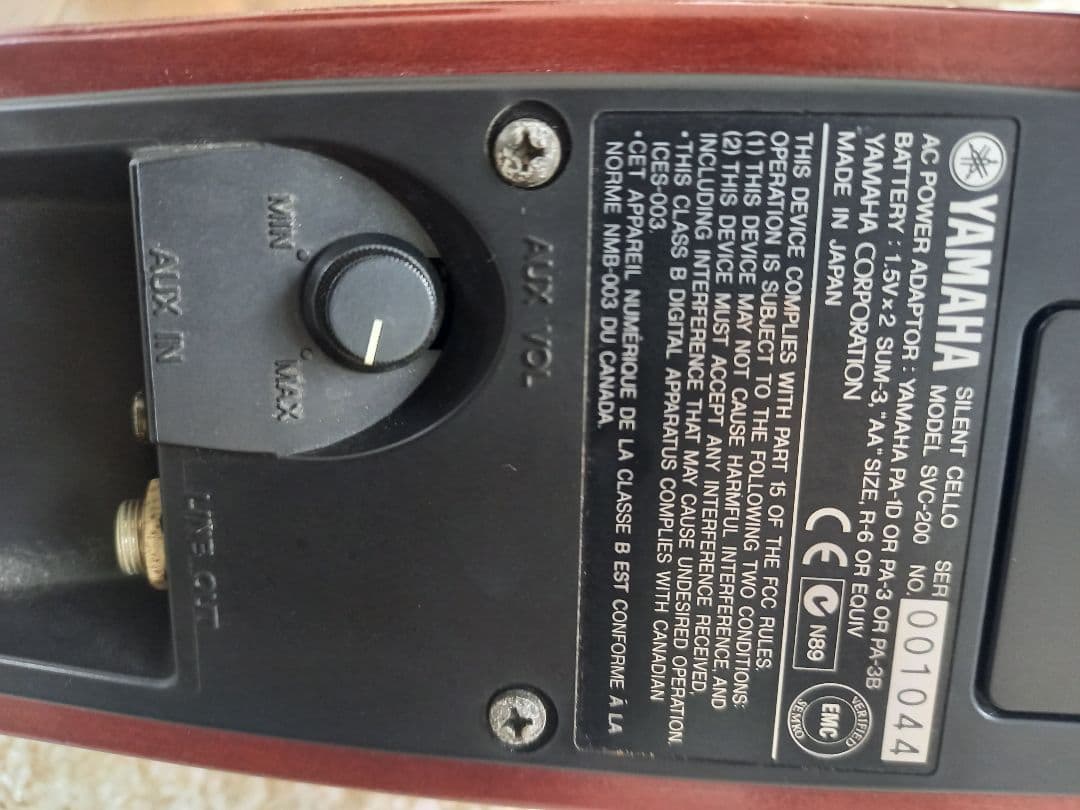 YAMAHA
SILENT CELLO
MODEL SVC-200
SER NO. 001044
AC POWER ADAPTOR : YAMAHA PA-1D OR PA-3 OR PA-3B
BATTERY : 1.5V x 2 SUM-3, "AA" SIZE, R-6 OR EQUIV
YAMAHA CORPORATION
MADE IN JAPAN
CE
N89
VERIFIED
EMC
SEMKO
THIS DEVICE COMPLIES WITH PART 15 OF THE FCC RULES.
OPERATION IS SUBJECT TO THE FOLLOWING TWO CONDITIONS:
(1) THIS DEVICE MAY NOT CAUSE HARMFUL INTERFERENCE, AND
(2) THIS DEVICE MUST ACCEPT ANY INTERFERENCE RECEIVED,
INCLUDING INTERFERENCE THAT MAY CAUSE UNDESIRED OPERATION.
• THIS CLASS B DIGITAL APPARATUS COMPLIES WITH CANADIAN
ICES-003.
• CET APPAREIL NUMÉRIQUE DE LA CLASSE B EST CONFORME À LA
NORME NMB-003 DU CANADA.
AUX VOL
MIN
MAX
AUX IN
LINE OUT